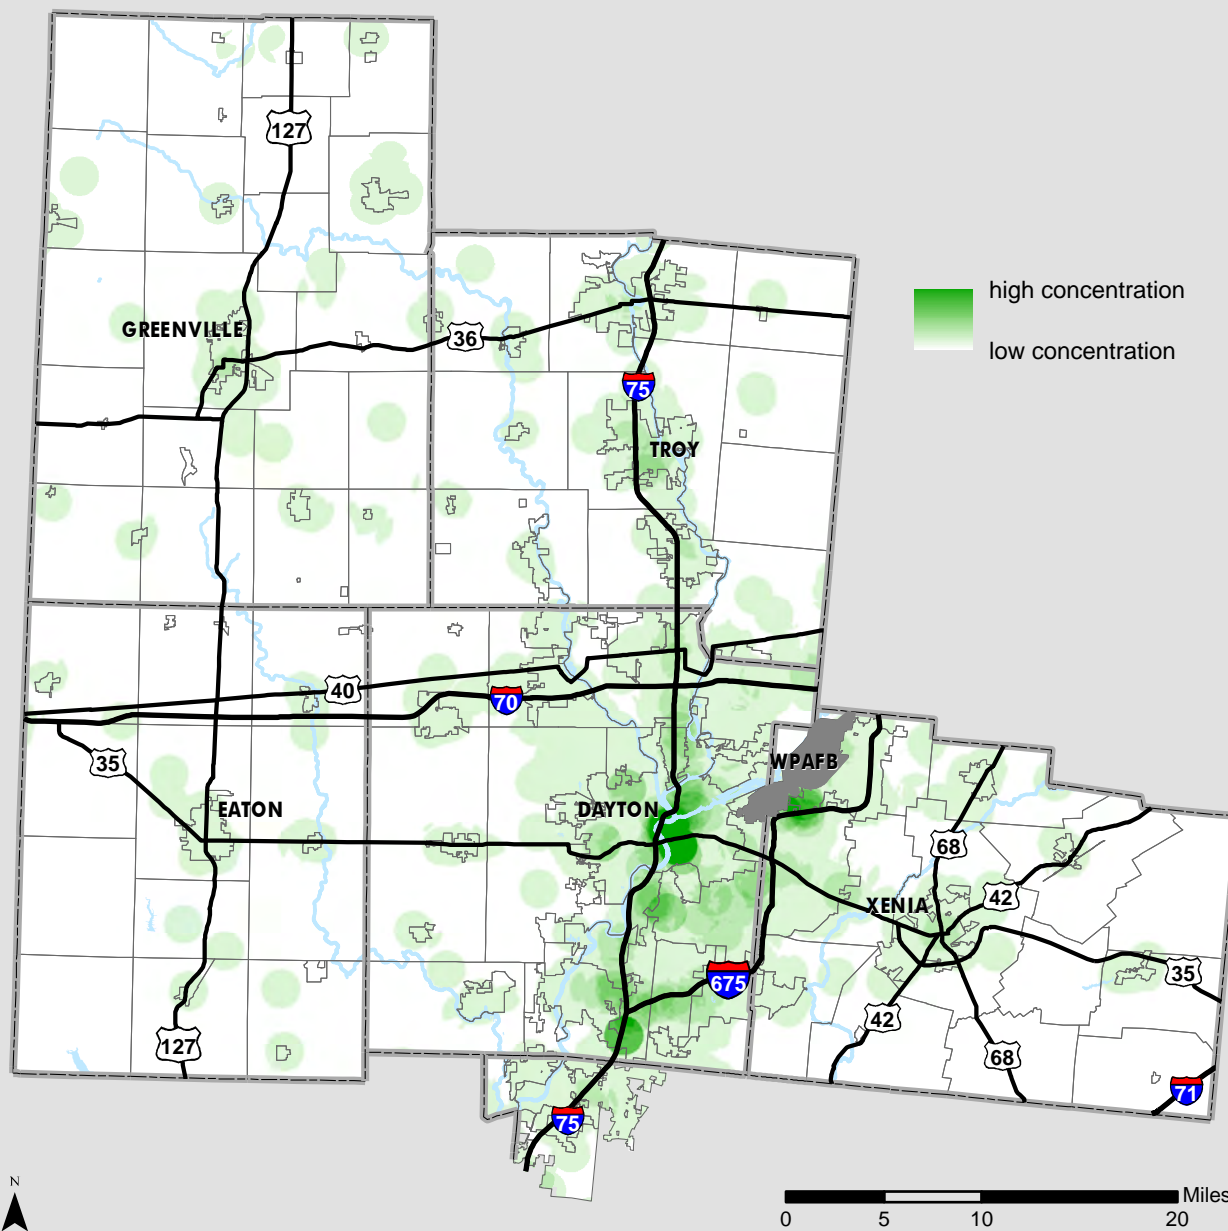 127
high concentration
GREENVILLE
36
low concentration
75
TROY
40
70
35
WPAFB
EATON
DAYTON
68
42
XENIA
675
35
42
127
68
71
75
N
Miles
0 5 10 20